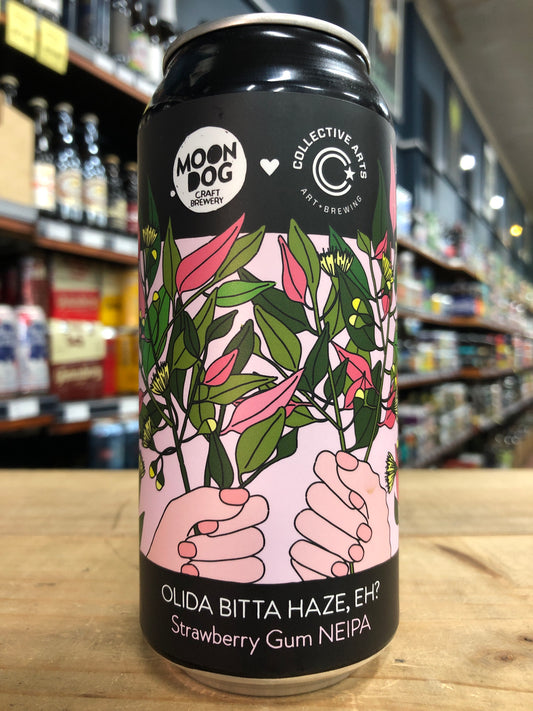 MOON
DOG
CRAFT
BREWERY
COLLECTIVE ARTS
ART • BREWING
OLIDA BITTA HAZE, EH?
Strawberry Gum NEIPA